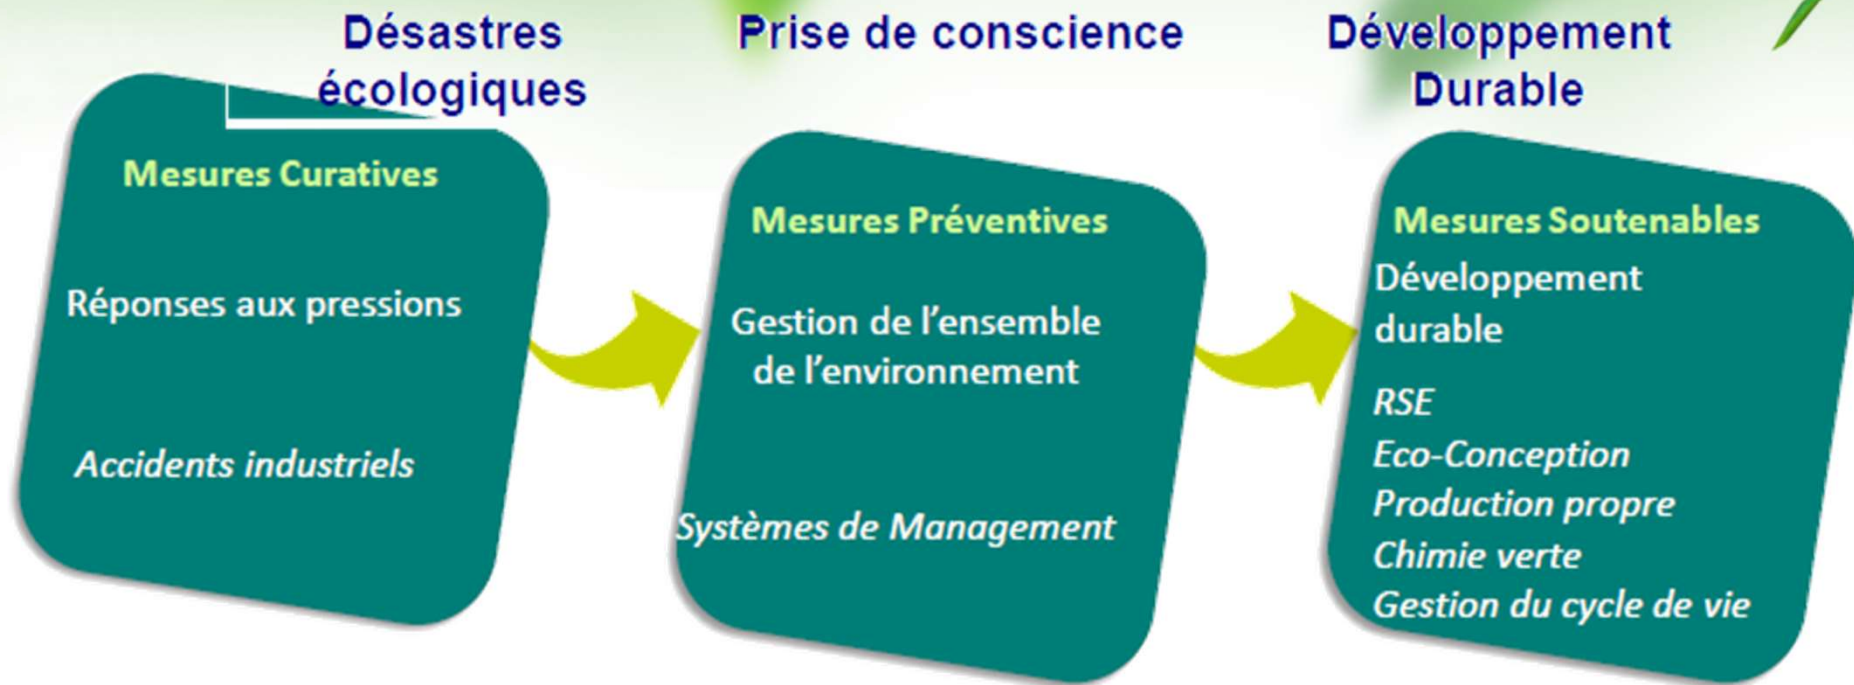 Désastres
écologiques
Mesures Curatives
Réponses aux pressions
Accidents industriels
Prise de conscience
Mesures Préventives
Gestion de l'ensemble
de l'environnement
Systèmes de Management
Développement
Durable
Mesures Soutenables
Développement
durable
RSE
Eco-Conception
Production propre
Chimie verte
Gestion du cycle de vie